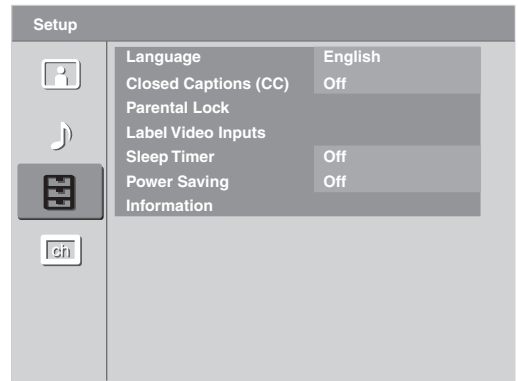 Setup
Language English
Closed Captions (CC) Off
Parental Lock
Label Video Inputs
Sleep Timer Off
Power Saving Off
Information
ch